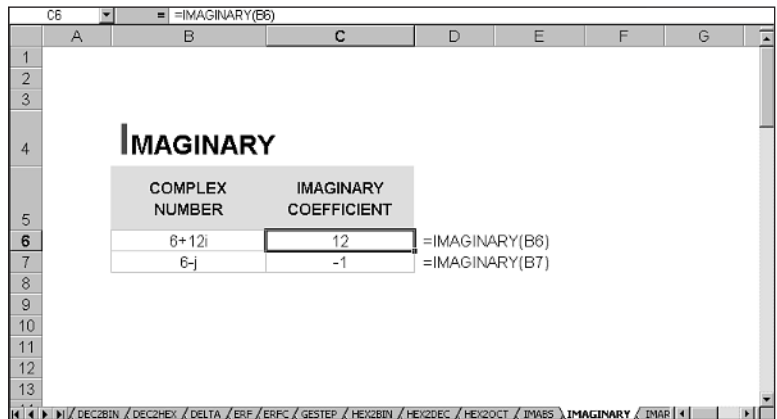 C6 = =IMAGINARY(B6)
A B C D E F G
1
2
3
4 IMAGINARY
5 COMPLEX NUMBER IMAGINARY COEFFICIENT
6 6+12i 12 =IMAGINARY(B6)
7 6-j -1 =IMAGINARY(B7)
8
9
10
11
12
13
DEC2BIN / DEC2HEX / DELTA / ERF / ERFC / GESTEP / HEX2BIN / HEX2DEC / HEX2OCT / IMABS \ IMAGINARY / IMAR